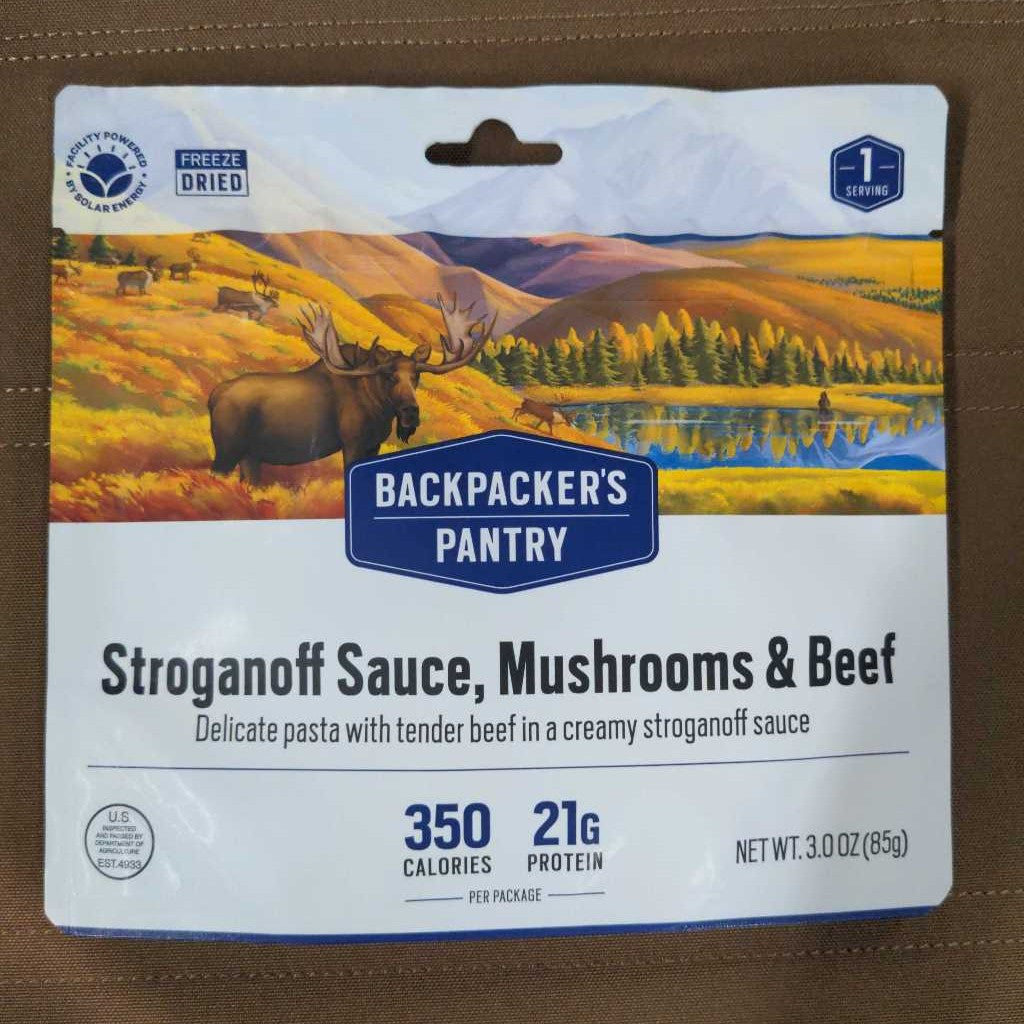 FACILITY POWERED
BY SOLAR ENERGY
FREEZE
DRIED
1
SERVING
BACKPACKER'S
PANTRY
Stroganoff Sauce, Mushrooms & Beef
Delicate pasta with tender beef in a creamy stroganoff sauce
U.S.
INSPECTED
AND PASSED BY
DEPARTMENT OF
AGRICULTURE
EST.4933
350
CALORIES
21G
PROTEIN
PER PACKAGE
NET WT. 3.0 OZ (85g)